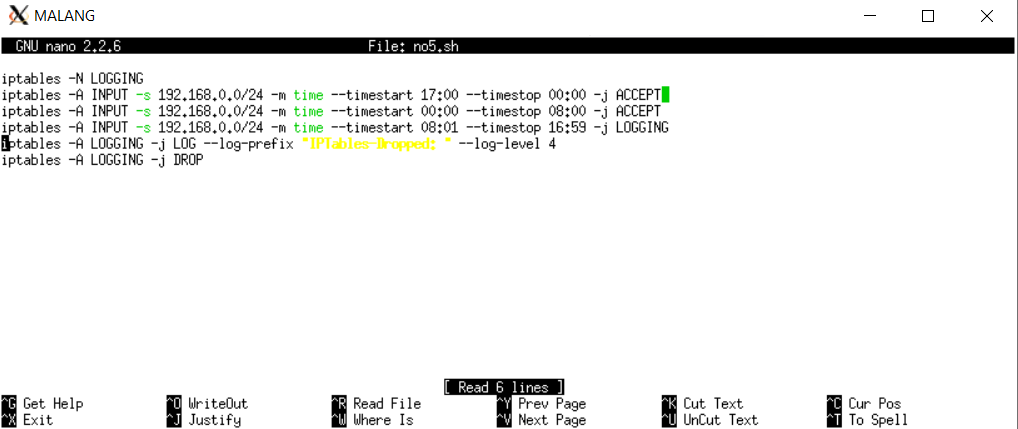 MALANG
GNU nano 2.2.6 File: no5.sh
iptables -N LOGGING
iptables -A INPUT -s 192.168.0.0/24 -m time --timestart 17:00 --timestop 00:00 -j ACCEPT
iptables -A INPUT -s 192.168.0.0/24 -m time --timestart 00:00 --timestop 08:00 -j ACCEPT
iptables -A INPUT -s 192.168.0.0/24 -m time --timestart 08:01 --timestop 16:59 -j LOGGING
iptables -A LOGGING -j LOG --log-prefix "IPTables-Dropped: " --log-level 4
iptables -A LOGGING -j DROP
[ Read 6 lines ]
^G Get Help ^O WriteOut ^R Read File ^Y Prev Page ^K Cut Text ^C Cur Pos
^X Exit ^J Justify ^W Where Is ^V Next Page ^U UnCut Text ^T To Spell